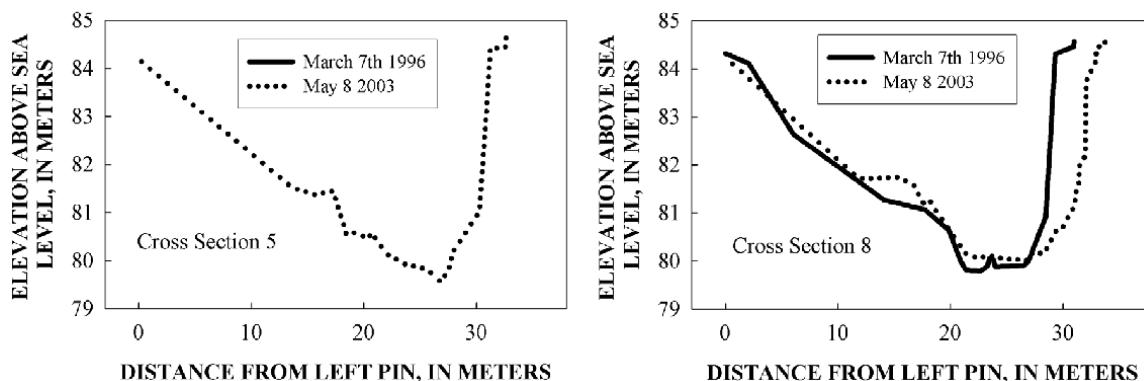 ELEVATION ABOVE SEA
LEVEL, IN METERS
85
84
83
82
81
80
79
March 7th 1996
May 8 2003
Cross Section 5
0
10
20
30
DISTANCE FROM LEFT PIN, IN METERS
ELEVATION ABOVE SEA
LEVEL, IN METERS
85
84
83
82
81
80
79
March 7th 1996
May 8 2003
Cross Section 8
0
10
20
30
DISTANCE FROM LEFT PIN, IN METERS